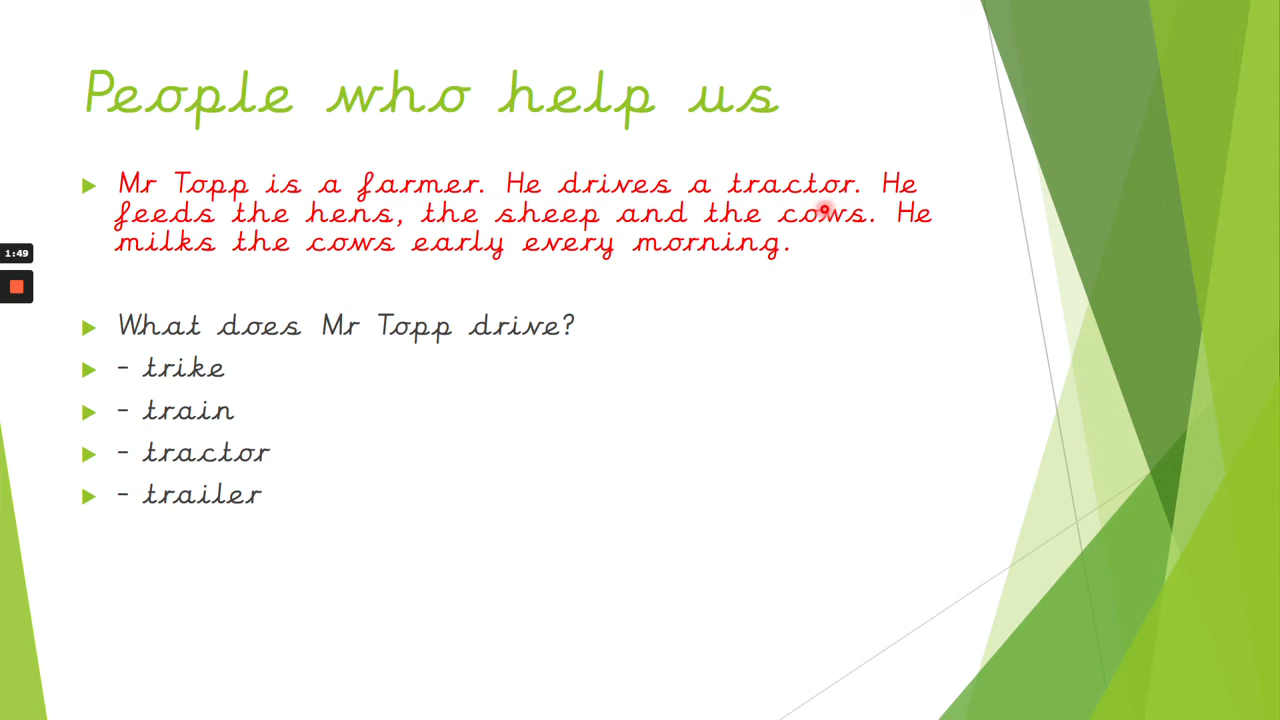 People who help us
Mr Topp is a farmer. He drives a tractor. He
feeds the hens, the sheep and the cows. He
milks the cows early every morning.
1:49
What does Mr Topp drive?
- trike
- train
- tractor
- trailer